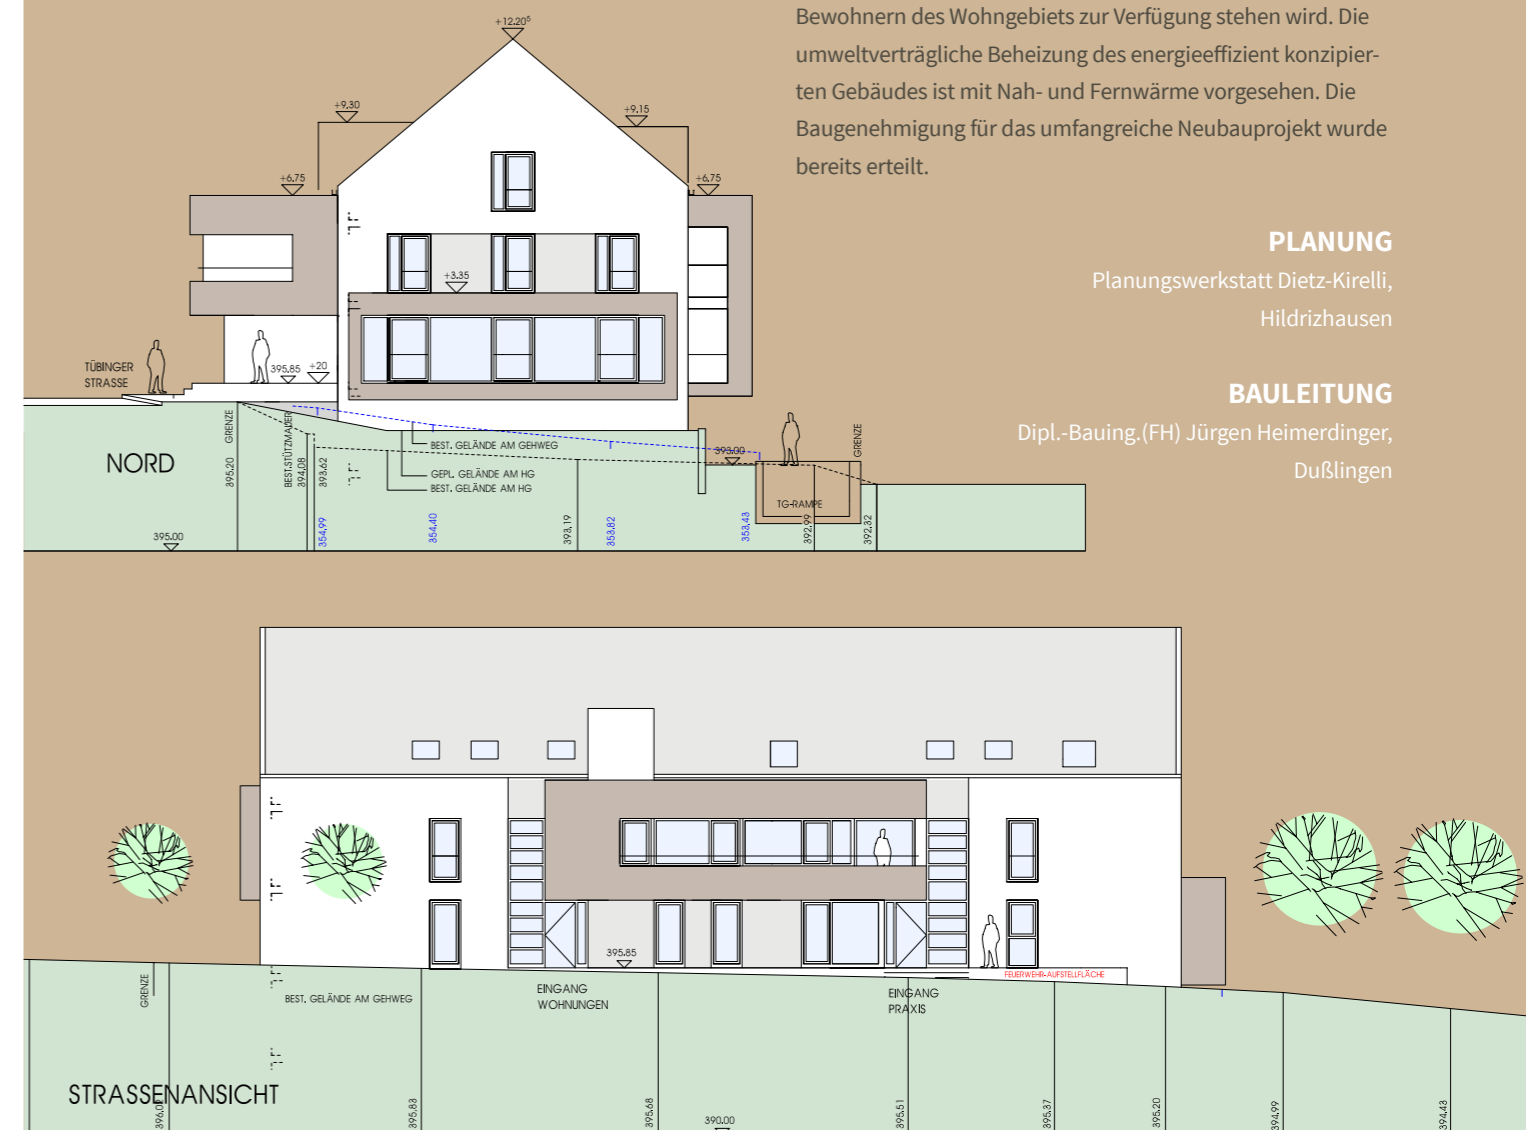 Bewohnern des Wohngebiets zur Verfügung stehen wird. Die
umweltverträgliche Beheizung des energieeffizient konzipier-
ten Gebäudes ist mit Nah- und Fernwärme vorgesehen. Die
Baugenehmigung für das umfangreiche Neubauprojekt wurde
bereits erteilt.
PLANUNG
Planungswerkstatt Dietz-Kirelli,
Hildrizhausen
BAULEITUNG
Dipl.-Bauing.(FH) Jürgen Heimerdinger,
Dußlingen
+12.20⁵
+9.30
+9.15
+6.75
+6.75
+3.35
TÜBINGER
STRASSE
395.85
+20
GRENZE
395.20
BEST.STÜTZMAUER
394.08
393.62
BEST. GELÄNDE AM GEHWEG
GEPL. GELÄNDE AM HG
BEST. GELÄNDE AM HG
393.00
GRENZE
TG-RAMPE
NORD
354.99
354.40
393.19
353.82
353.43
392.99
392.32
395.00
395.85
FEUERWEHR-AUFSTELLFLÄCHE
GRENZE
BEST. GELÄNDE AM GEHWEG
EINGANG
WOHNUNGEN
EINGANG
PRAXIS
STRASSENANSICHT
395.83
395.68
390.00
395.51
395.37
395.20
394.99
394.43